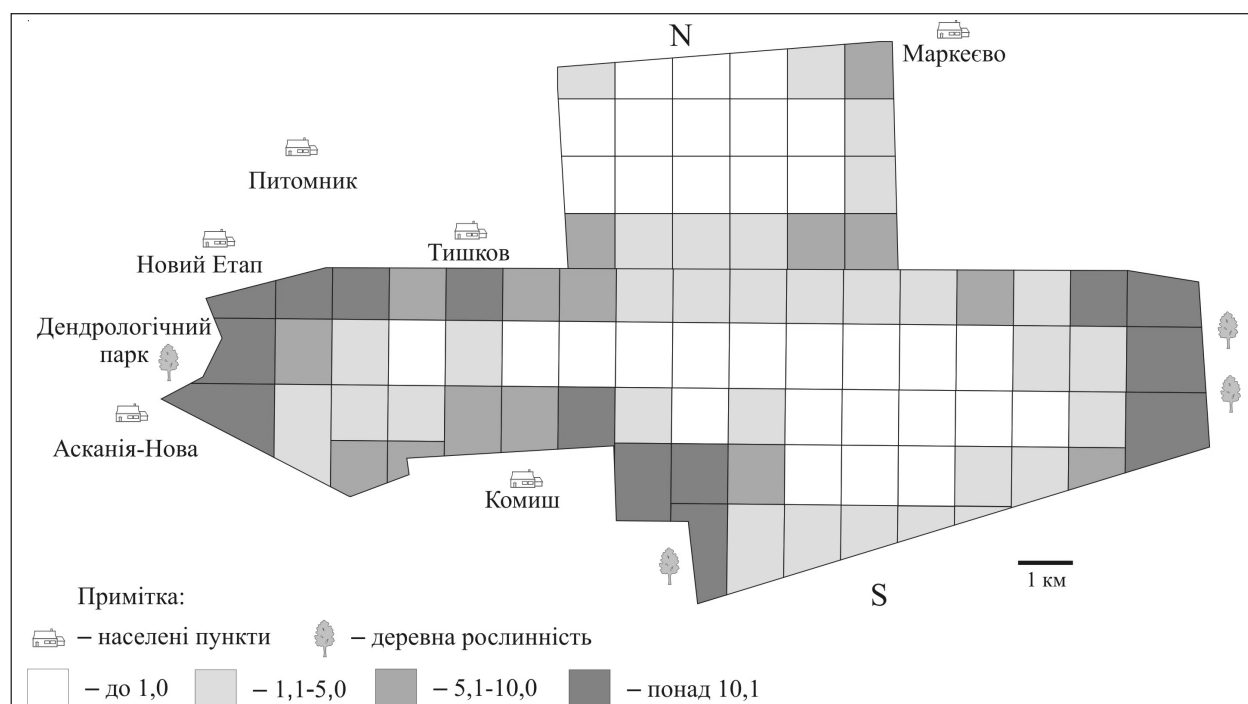 N
Маркеєво
Питомник
Тишков
Новий Етап
Дендрологічний
парк
Асканія-Нова
Комиш
1 км
S
Примітка:
– населені пункти – деревна рослинність
– до 1,0 – 1,1-5,0 – 5,1-10,0 – понад 10,1